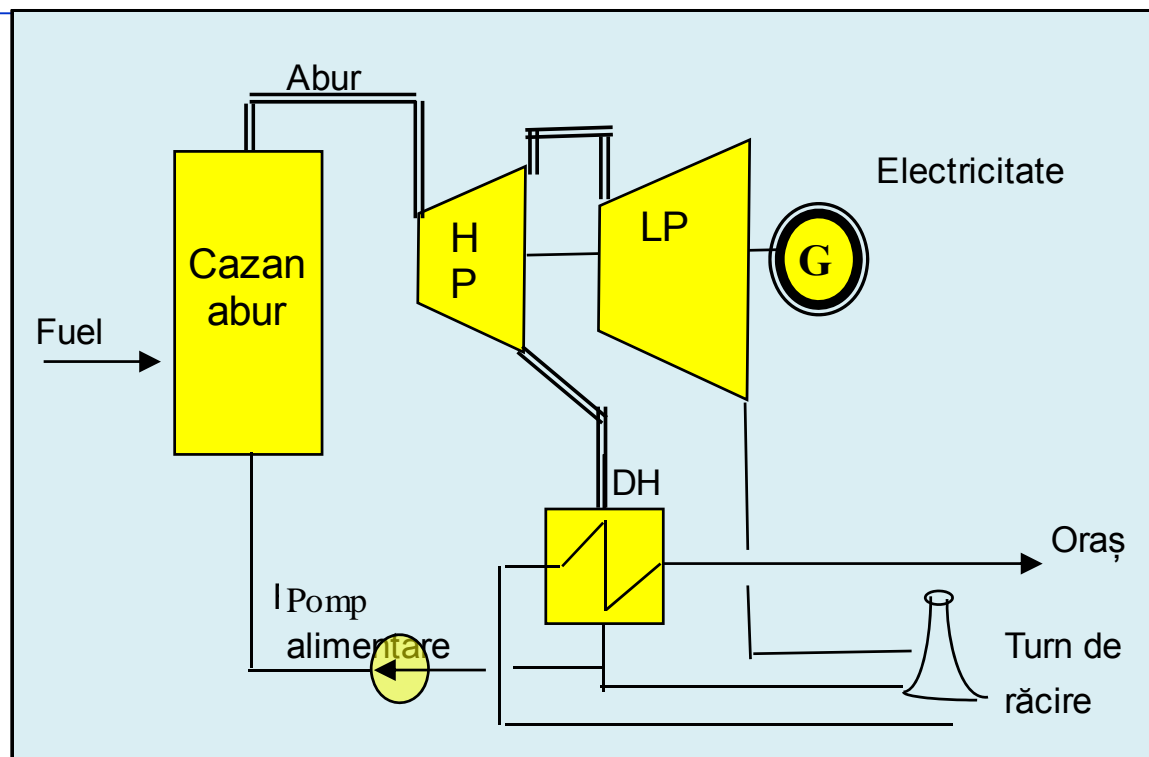 Abur
Electricitate
H
P
LP
G
Cazan
abur
Fuel
DH
Oraș
Pomp
alimentare
Turn de
răcire